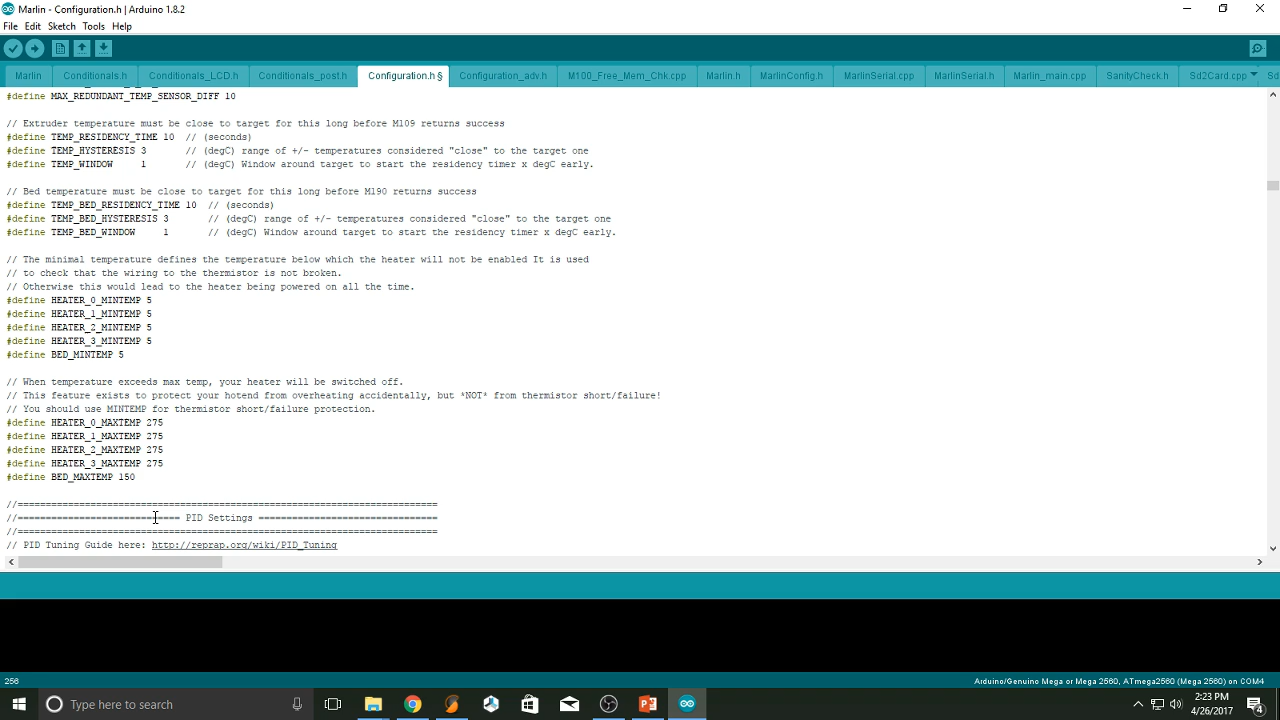 Marlin - Configuration.h | Arduino 1.8.2
File Edit Sketch Tools Help
Marlin Conditionals.h Conditionals_LCD.h Conditionals_post.h Configuration.h § Configuration_adv.h M100_Free_Mem_Chk.cpp Marlin.h MarlinConfig.h MarlinSerial.cpp MarlinSerial.h Marlin_main.cpp SanityCheck.h Sd2Card.cpp Sd
#define MAX_REDUNDANT_TEMP_SENSOR_DIFF 10
// Extruder temperature must be close to target for this long before M109 returns success
#define TEMP_RESIDENCY_TIME 10 // (seconds)
#define TEMP_HYSTERESIS 3 // (degC) range of +/- temperatures considered "close" to the target one
#define TEMP_WINDOW 1 // (degC) Window around target to start the residency timer x degC early.
// Bed temperature must be close to target for this long before M190 returns success
#define TEMP_BED_RESIDENCY_TIME 10 // (seconds)
#define TEMP_BED_HYSTERESIS 3 // (degC) range of +/- temperatures considered "close" to the target one
#define TEMP_BED_WINDOW 1 // (degC) Window around target to start the residency timer x degC early.
// The minimal temperature defines the temperature below which the heater will not be enabled It is used
// to check that the wiring to the thermistor is not broken.
// Otherwise this would lead to the heater being powered on all the time.
#define HEATER_0_MINTEMP 5
#define HEATER_1_MINTEMP 5
#define HEATER_2_MINTEMP 5
#define HEATER_3_MINTEMP 5
#define BED_MINTEMP 5
// When temperature exceeds max temp, your heater will be switched off.
// This feature exists to protect your hotend from overheating accidentally, but *NOT* from thermistor short/failure!
// You should use MINTEMP for thermistor short/failure protection.
#define HEATER_0_MAXTEMP 275
#define HEATER_1_MAXTEMP 275
#define HEATER_2_MAXTEMP 275
#define HEATER_3_MAXTEMP 275
#define BED_MAXTEMP 150
//===========================================================================
//============================= PID Settings ================================
//===========================================================================
// PID Tuning Guide here: http://reprap.org/wiki/PID_Tuning
256 Arduino/Genuino Mega or Mega 2560, ATmega2560 (Mega 2560) on COM4
Type here to search
2:23 PM
4/26/2017
4